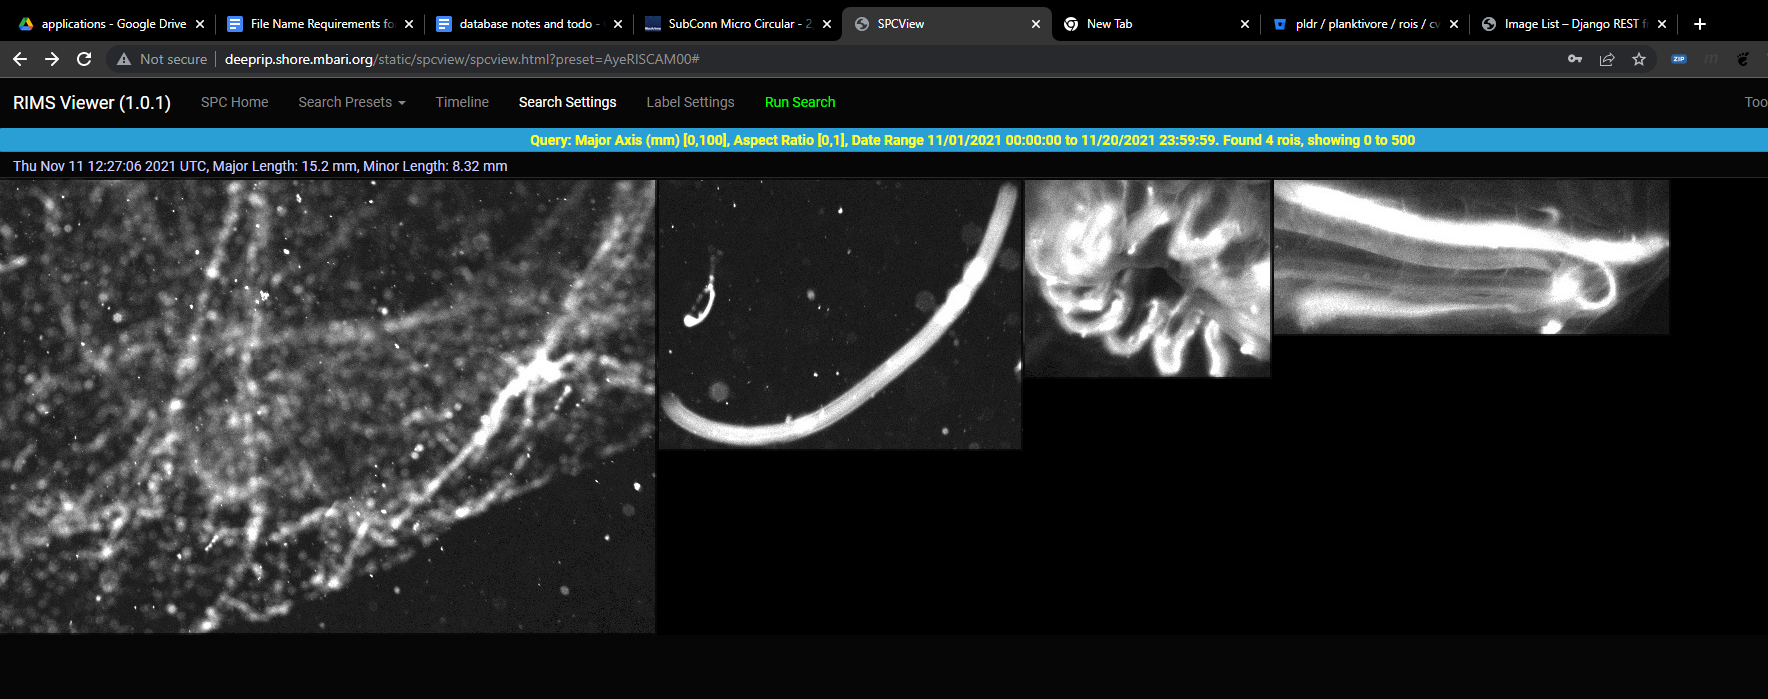 applications - Google Drive
File Name Requirements fo
database notes and todo -
SubConn Micro Circular - 2
SPCView
New Tab
pldr / planktivore / rois / cv
Image List – Django REST f
Not secure
deeprip.shore.mbari.org/static/spcview/spcview.html?preset=AyeRISCAM00#
ZIP
RIMS Viewer (1.0.1)
SPC Home
Search Presets
Timeline
Search Settings
Label Settings
Run Search
Too
Query: Major Axis (mm) [0,100], Aspect Ratio [0,1], Date Range 11/01/2021 00:00:00 to 11/20/2021 23:59:59. Found 4 rois, showing 0 to 500
Thu Nov 11 12:27:06 2021 UTC, Major Length: 15.2 mm, Minor Length: 8.32 mm